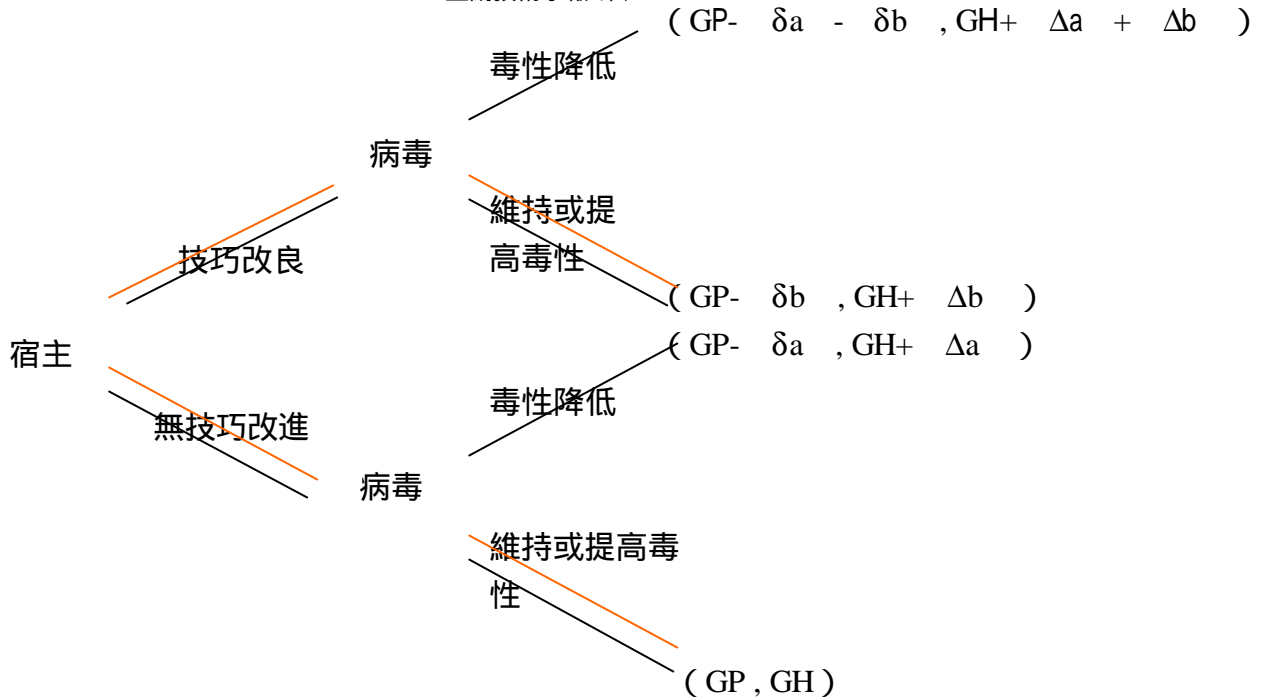 ( GP- δa - δb , GH+ Δa + Δb )
毒性降低
病毒
維持或提
高毒性
技巧改良
( GP- δb , GH+ Δb )
( GP- δa , GH+ Δa )
宿主
毒性降低
無技巧改進
病毒
維持或提高毒
性
( GP , GH )